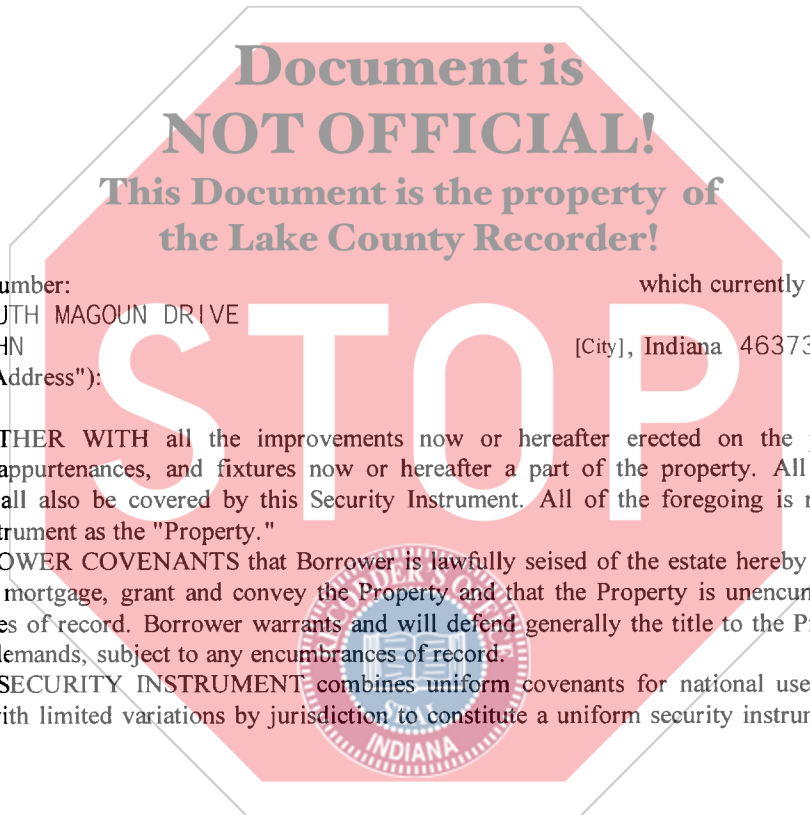 Document is
NOT OFFICIAL!
This Document is the property of
the Lake County Recorder!
STOP
umber: which currently
UTH MAGOUN DRIVE
HN [City], Indiana 46373
Address"):
THER WITH all the improvements now or hereafter erected on the
appurtenances, and fixtures now or hereafter a part of the property. All
all also be covered by this Security Instrument. All of the foregoing is
trument as the "Property."
OWER COVENANTS that Borrower is lawfully seised of the estate hereby
mortgage, grant and convey the Property and that the Property is unencum
es of record. Borrower warrants and will defend generally the title to the P
demands, subject to any encumbrances of record.
SECURITY INSTRUMENT combines uniform covenants for national use
ith limited variations by jurisdiction to constitute a uniform security instrum
RECORDER'S OFFICE
SEAL
INDIANA